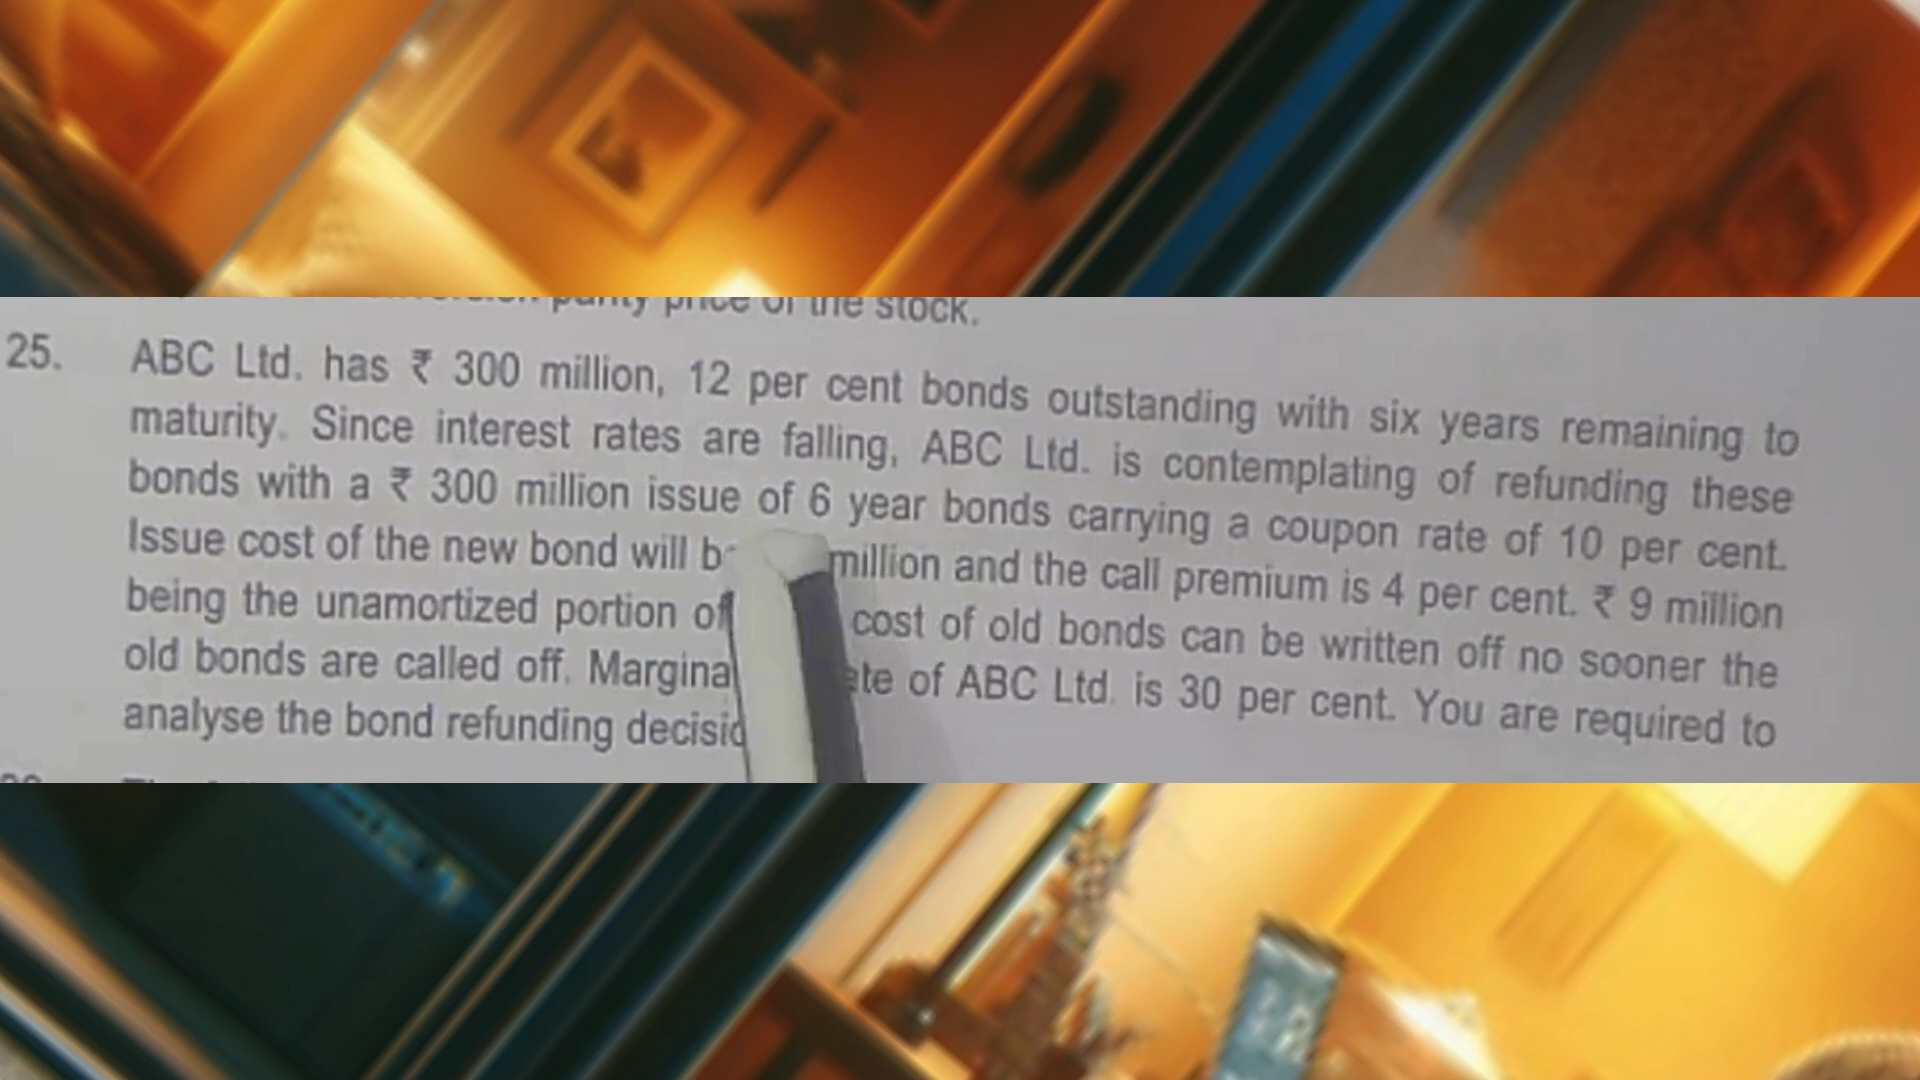 parity price of the stock.
25. ABC Ltd. has ₹ 300 million, 12 per cent bonds outstanding with six years remaining to
maturity. Since interest rates are falling, ABC Ltd. is contemplating of refunding these
bonds with a ₹ 300 million issue of 6 year bonds carrying a coupon rate of 10 per cent.
Issue cost of the new bond will million and the call premium is 4 per cent. ₹ 9 million
being the unamortized portion of cost of old bonds can be written off no sooner the
old bonds are called off. of ABC Ltd. is 30 per cent. You are required to
analyse the bond refunding